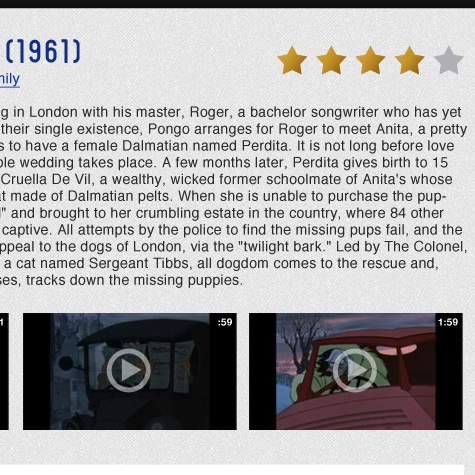 (1961)
ily
g in London with his master, Roger, a bachelor songwriter who has yet
their single existence, Pongo arranges for Roger to meet Anita, a pretty
s to have a female Dalmatian named Perdita. It is not long before love
ole wedding takes place. A few months later, Perdita gives birth to 15
Cruella De Vil, a wealthy, wicked former schoolmate of Anita's whose
at made of Dalmatian pelts. When she is unable to purchase the pup-
l" and brought to her crumbling estate in the country, where 84 other
captive. All attempts by the police to find the missing pups fail, and the
ppeal to the dogs of London, via the "twilight bark." Led by The Colonel,
a cat named Sergeant Tibbs, all dogdom comes to the rescue and,
ses, tracks down the missing puppies.
1 :59 1:59